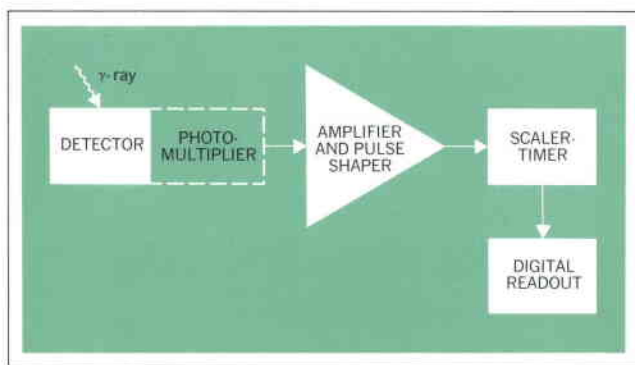 γ-ray
DETECTOR
PHOTO-
MULTIPLIER
AMPLIFIER
AND PULSE
SHAPER
SCALER-
TIMER
DIGITAL
READOUT